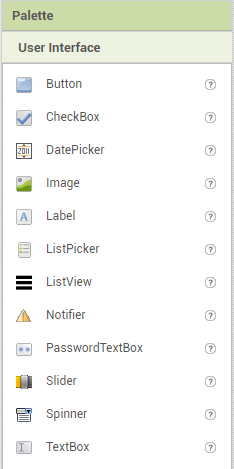 Palette
User Interface
Button
CheckBox
DatePicker
Image
Label
ListPicker
ListView
Notifier
PasswordTextBox
Slider
Spinner
TextBox